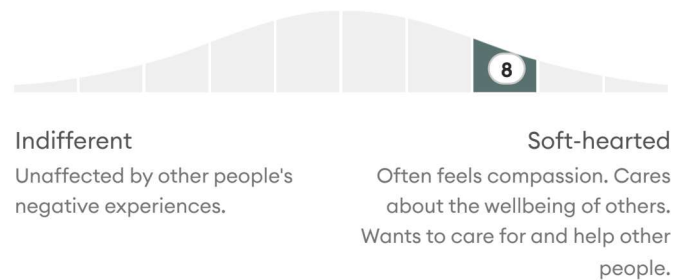 8
Indifferent
Unaffected by other people's
negative experiences.
Soft-hearted
Often feels compassion. Cares
about the wellbeing of others.
Wants to care for and help other
people.